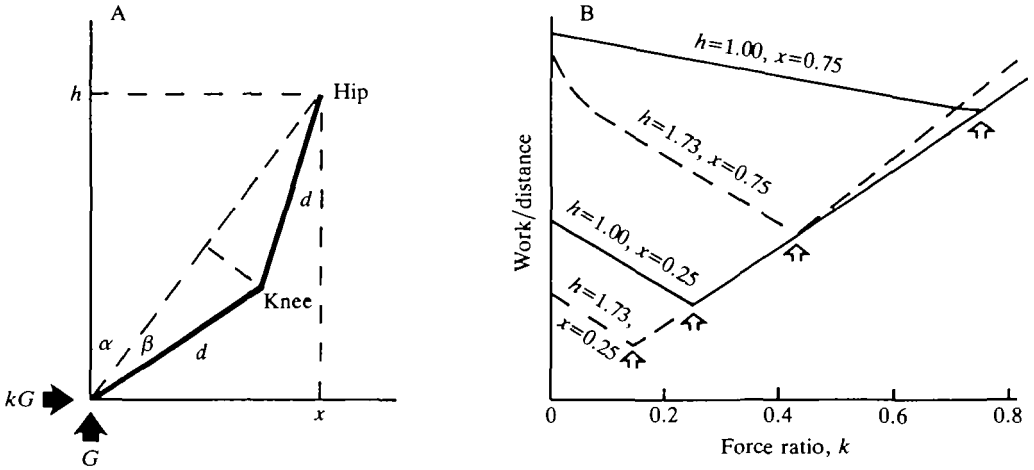 A
h
Hip
d
Knee
α
β
d
kG
x
G
B
Work/distance
h=1.00, x=0.75
h=1.73, x=0.75
h=1.00, x=0.25
h=1.73,
x=0.25
0 0.2 0.4 0.6 0.8
Force ratio, k